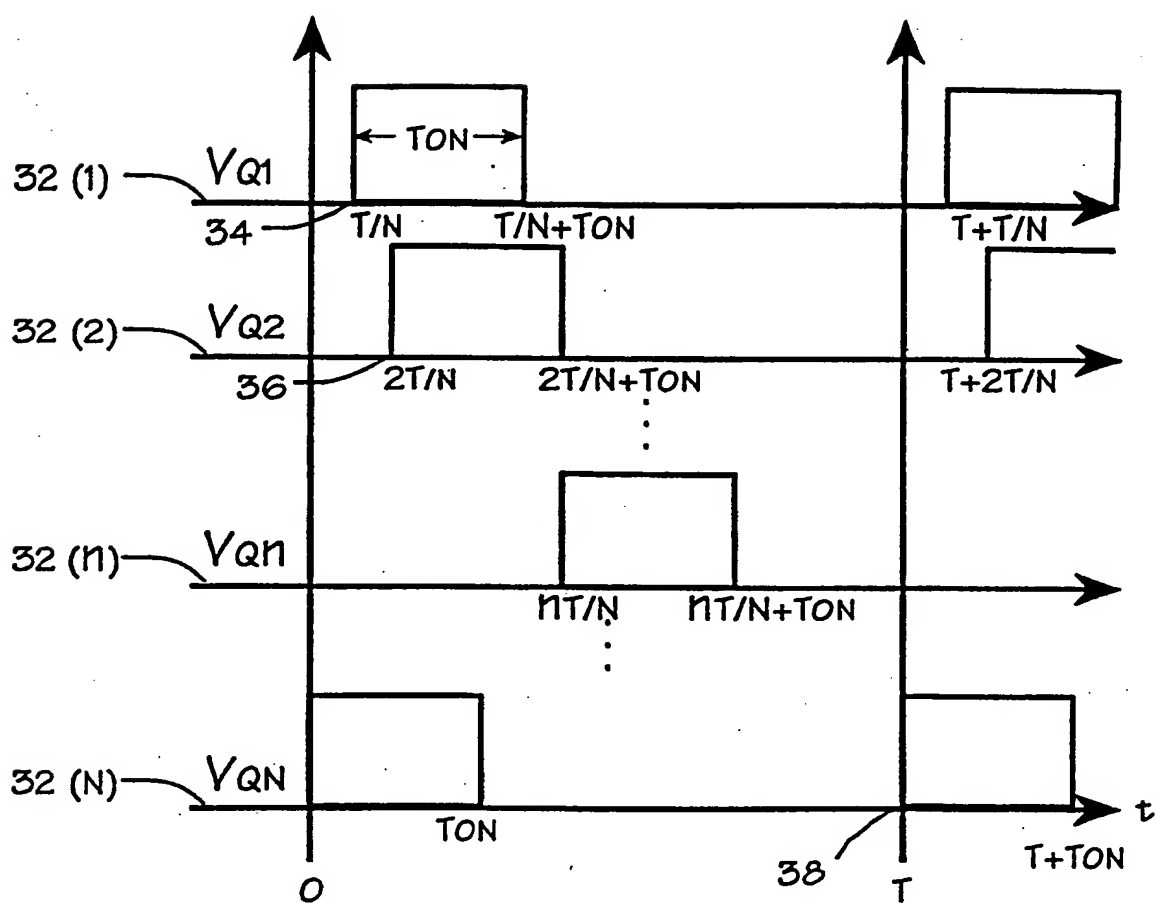 TON
32 (1)
VQ1
34
T/N
T/N+TON
T+T/N
32 (2)
VQ2
36
2T/N
2T/N+TON
T+2T/N
32 (n)
VQn
nT/N
nT/N+TON
32 (N)
VQN
TON
t
38
T+TON
0
T